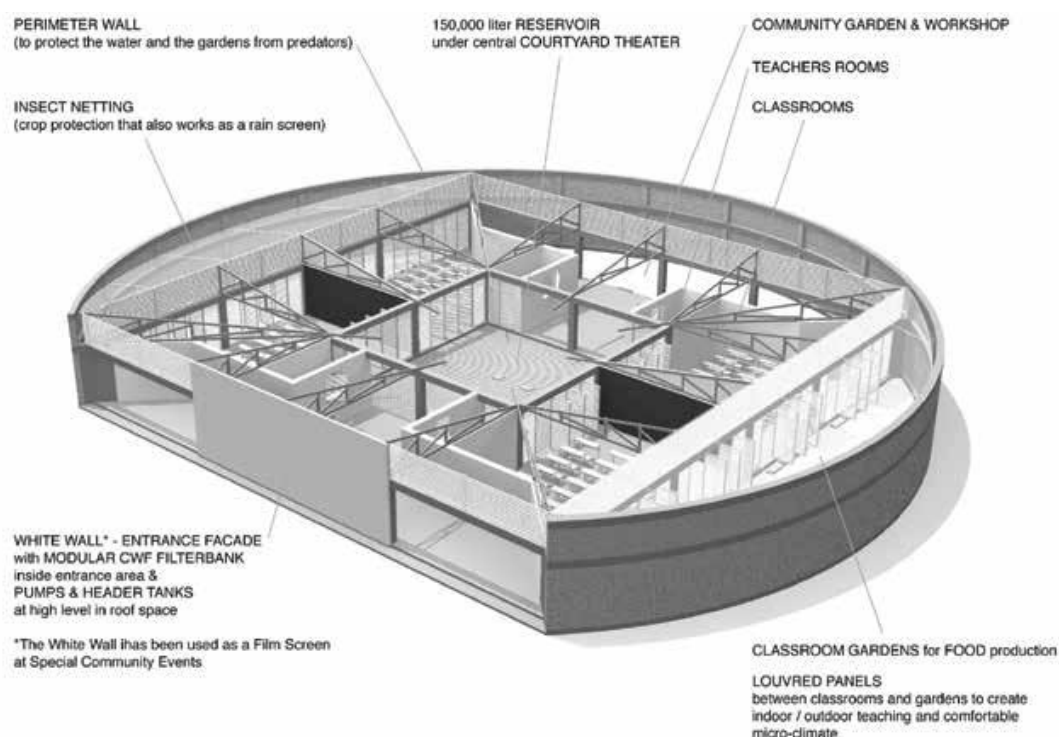 PERIMETER WALL
(to protect the water and the gardens from predators)
INSECT NETTING
(crop protection that also works as a rain screen)
150,000 liter RESERVOIR
under central COURTYARD THEATER
COMMUNITY GARDEN & WORKSHOP
TEACHERS ROOMS
CLASSROOMS
WHITE WALL* - ENTRANCE FACADE
with MODULAR CWF FILTERBANK
inside entrance area &
PUMPS & HEADER TANKS
at high level in roof space
*The White Wall ihas been used as a Film Screen
at Special Community Events
CLASSROOM GARDENS for FOOD production
LOUVRED PANELS
between classrooms and gardens to create
indoor / outdoor teaching and comfortable
micro-climate